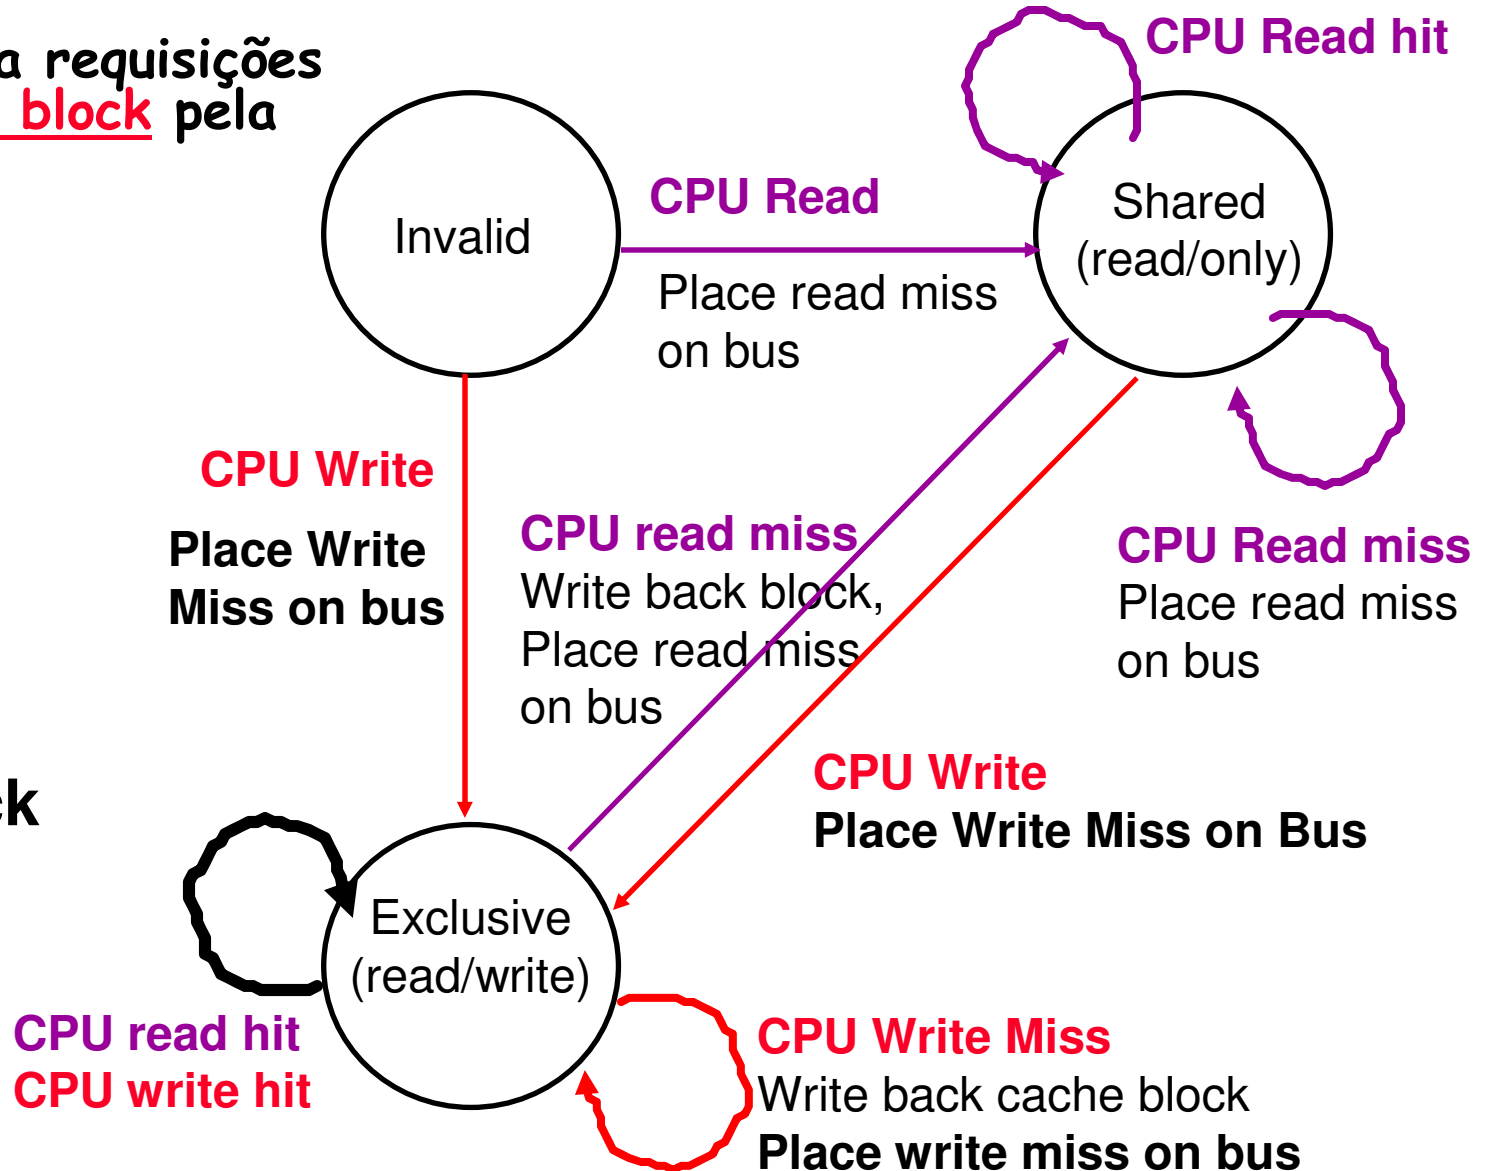 a requisições
block pela
CPU Read hit
Invalid
CPU Read
Shared
(read/only)
Place read miss
on bus
CPU Write
Place Write
Miss on bus
CPU read miss
Write back block,
Place read miss
on bus
CPU Read miss
Place read miss
on bus
CPU Write
Place Write Miss on Bus
ck
Exclusive
(read/write)
CPU read hit
CPU write hit
CPU Write Miss
Write back cache block
Place write miss on bus